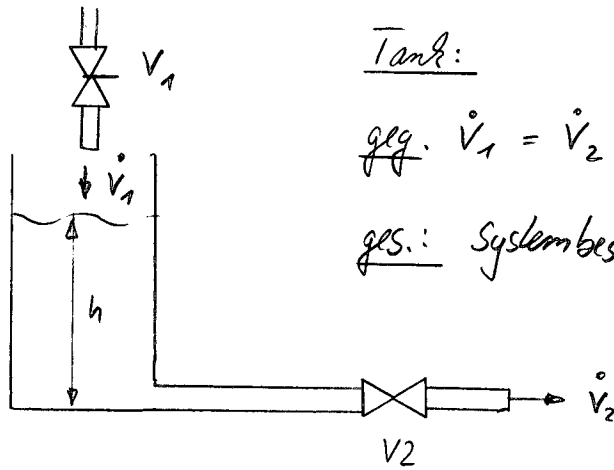 V₁
Tank:
geg. V̇₁ = V̇₂
V̇₁
ges.: Systembes
h
V̇₂
V2